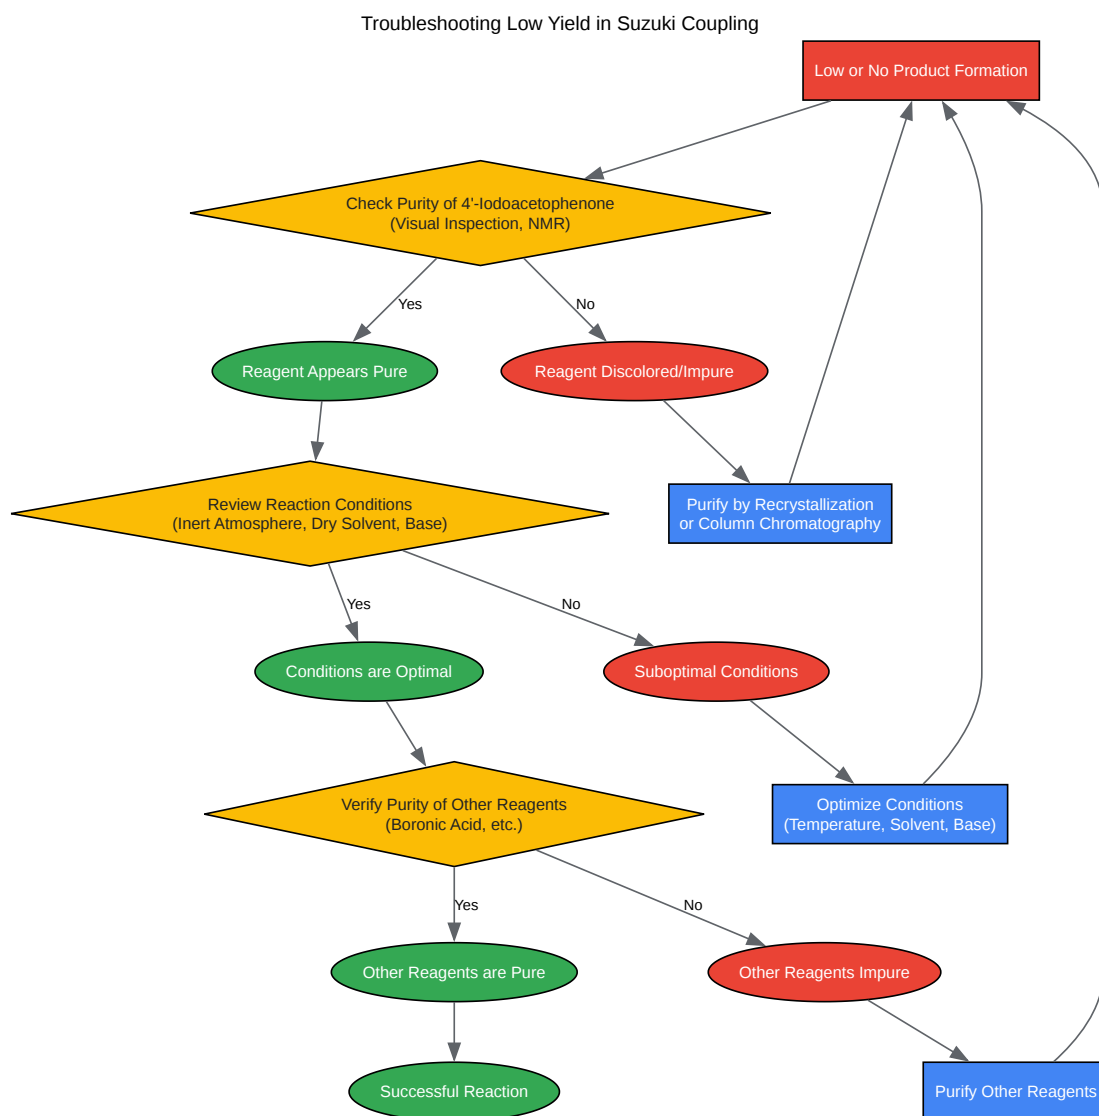 Troubleshooting Low Yield in Suzuki Coupling
Low or No Product Formation
Check Purity of 4'-Iodoacetophenone
(Visual Inspection, NMR)
Yes
No
Reagent Appears Pure
Reagent Discolored/Impure
Purify by Recrystallization
or Column Chromatography
Review Reaction Conditions
(Inert Atmosphere, Dry Solvent, Base)
Yes
No
Conditions are Optimal
Suboptimal Conditions
Optimize Conditions
(Temperature, Solvent, Base)
Verify Purity of Other Reagents
(Boronic Acid, etc.)
Yes
No
Other Reagents are Pure
Other Reagents Impure
Successful Reaction
Purify Other Reagents